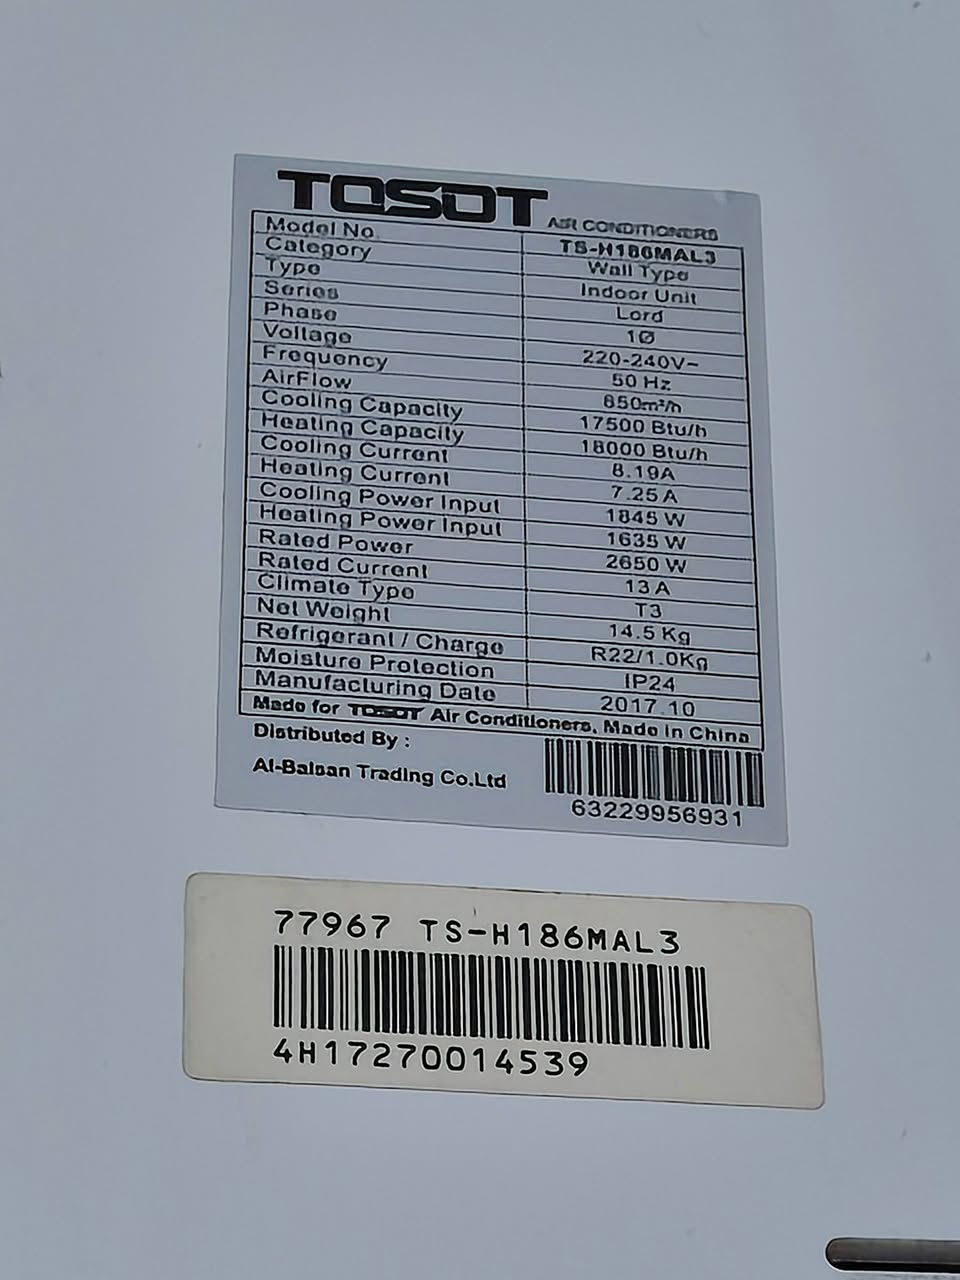 TOSOT AIR CONDITIONERS
Model No. TS-H186MAL3
Category Wall Type
Type Indoor Unit
Series Lord
Phase 1Ø
Voltage 220-240V~
Frequency 50 Hz
AirFlow 850m³/h
Cooling Capacity 17500 Btu/h
Heating Capacity 18000 Btu/h
Cooling Current 8.19A
Heating Current 7.25 A
Cooling Power Input 1845 W
Heating Power Input 1635 W
Rated Power 2650 W
Rated Current 13 A
Climate Type T3
Net Weight 14.5 Kg
Refrigerant / Charge R22/1.0Kg
Moisture Protection IP24
Manufacturing Date 2017.10
Made for TOSOT Air Conditioners, Made in China
Distributed By :
Al-Balsan Trading Co.Ltd
63229956931
77967 TS-H186MAL3
4H17270014539